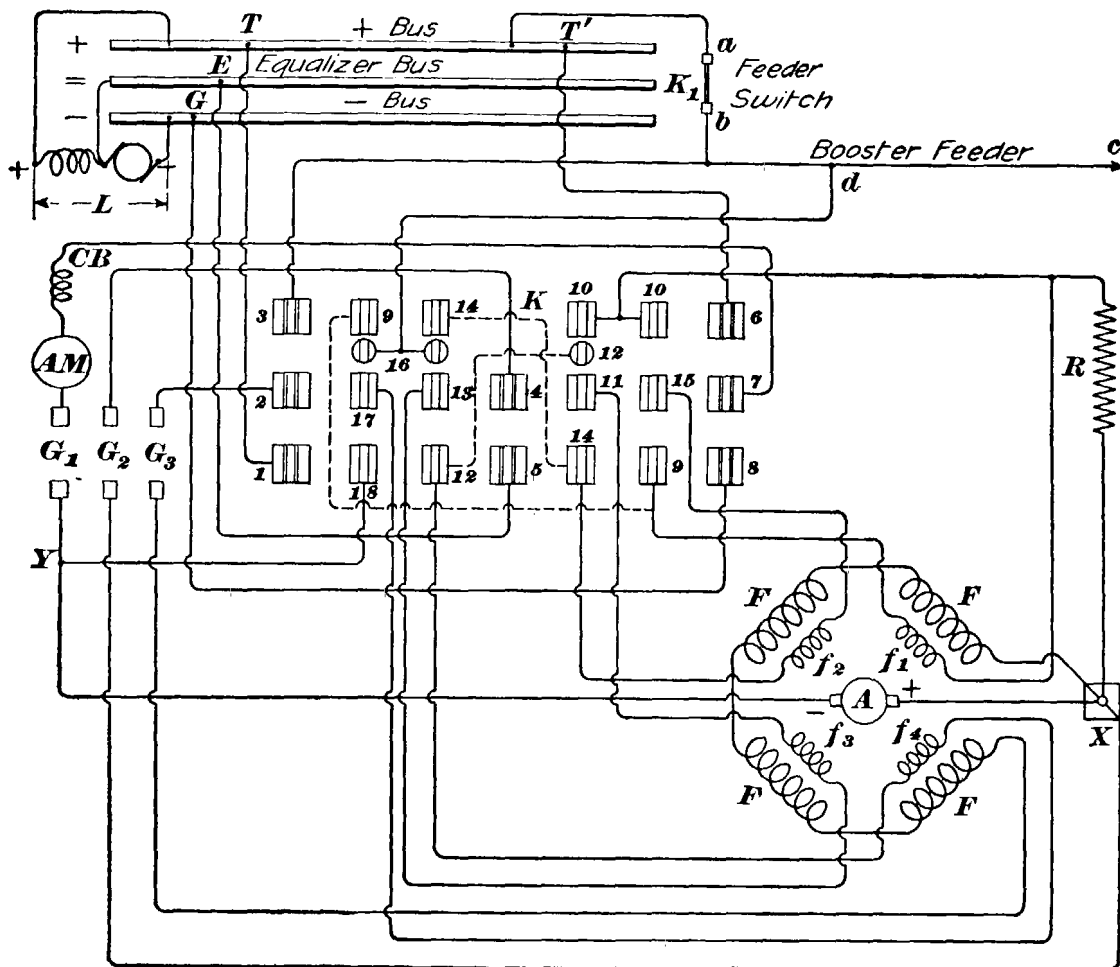 T + Bus T' a
+
E Equalizer Bus K1 Feeder Switch
=
G − Bus b
−
+ −
L
Booster Feeder c
d
CB
3 9 14 K 10 10 6
AM 16 12 R
2 17 13 4 11 15 7
G1 G2 G3
1 18 12 5 14 9 8
Y
F F
f2 f1
− A +
f3 f4 X
F F